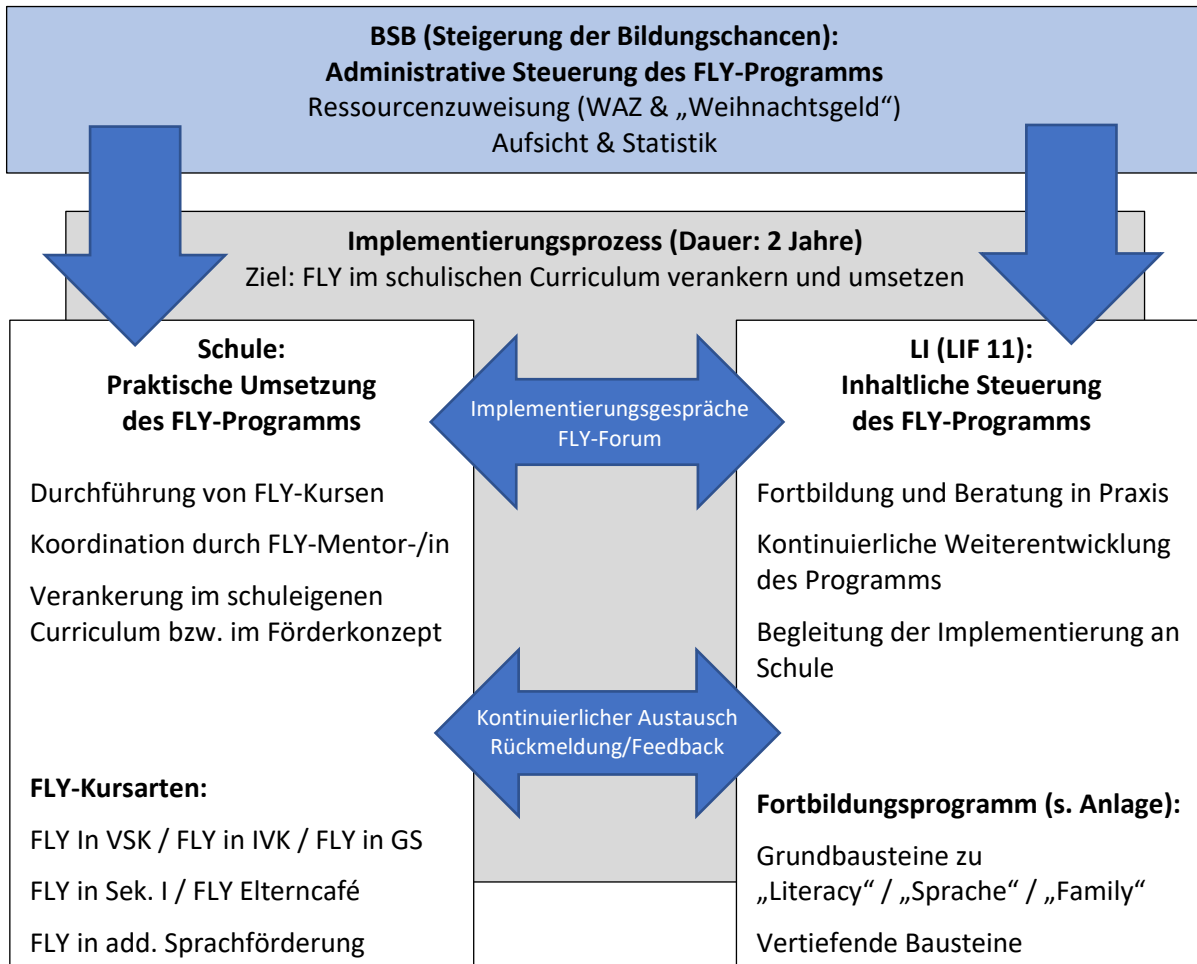 BSB (Steigerung der Bildungschancen):
Administrative Steuerung des FLY-Programms
Ressourcenzuweisung (WAZ & „Weihnachtsgeld“)
Aufsicht & Statistik
Implementierungsprozess (Dauer: 2 Jahre)
Ziel: FLY im schulischen Curriculum verankern und umsetzen
Schule:
Praktische Umsetzung
des FLY-Programms
Durchführung von FLY-Kursen
Koordination durch FLY-Mentor-/in
Verankerung im schuleigenen
Curriculum bzw. im Förderkonzept
FLY-Kursarten:
FLY In VSK / FLY in IVK / FLY in GS
FLY in Sek. I / FLY Elterncafé
FLY in add. Sprachförderung
Implementierungsgespräche
FLY-Forum
Kontinuierlicher Austausch
Rückmeldung/Feedback
LI (LIF 11):
Inhaltliche Steuerung
des FLY-Programms
Fortbildung und Beratung in Praxis
Kontinuierliche Weiterentwicklung
des Programms
Begleitung der Implementierung an
Schule
Fortbildungsprogramm (s. Anlage):
Grundbausteine zu
„Literacy“ / „Sprache“ / „Family“
Vertiefende Bausteine